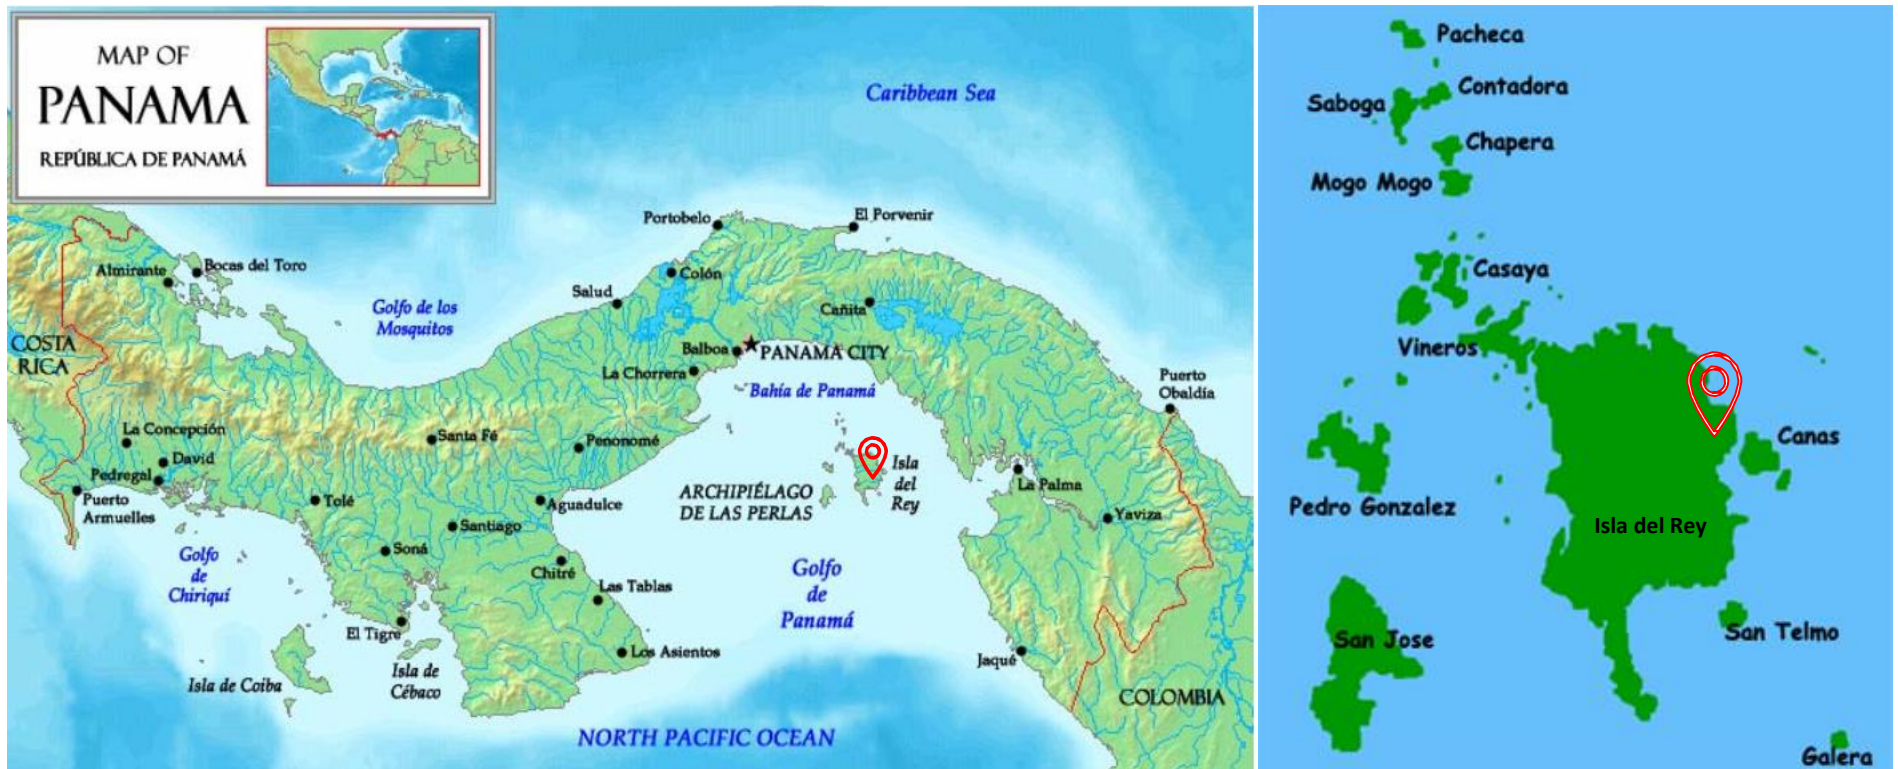 MAP OF
PANAMA
REPÚBLICA DE PANAMÁ
Caribbean Sea
Portobelo
El Porvenir
Almirante
Bocas del Toro
Colón
Salud
Golfo de los
Mosquitos
Cañita
COSTA
RICA
Balboa
PANAMA CITY
La Chorrera
Bahía de Panamá
Puerto
Obaldía
La Concepción
Santa Fé
Penonomé
David
Pedregal
Isla
del
Rey
La Palma
Puerto
Armuelles
Tolé
Aguadulce
ARCHIPIÉLAGO
DE LAS PERLAS
Santiago
Yaviza
Soná
Golfo
de
Chiriquí
Chitré
Las Tablas
Golfo
de
Panamá
El Tigre
Los Asientos
Jaqué
Isla de Coiba
Isla de
Cébaco
COLOMBIA
NORTH PACIFIC OCEAN
Pacheca
Contadora
Saboga
Chapera
Mogo Mogo
Casaya
Vineros
Canas
Pedro Gonzalez
Isla del Rey
San Jose
San Telmo
Galera